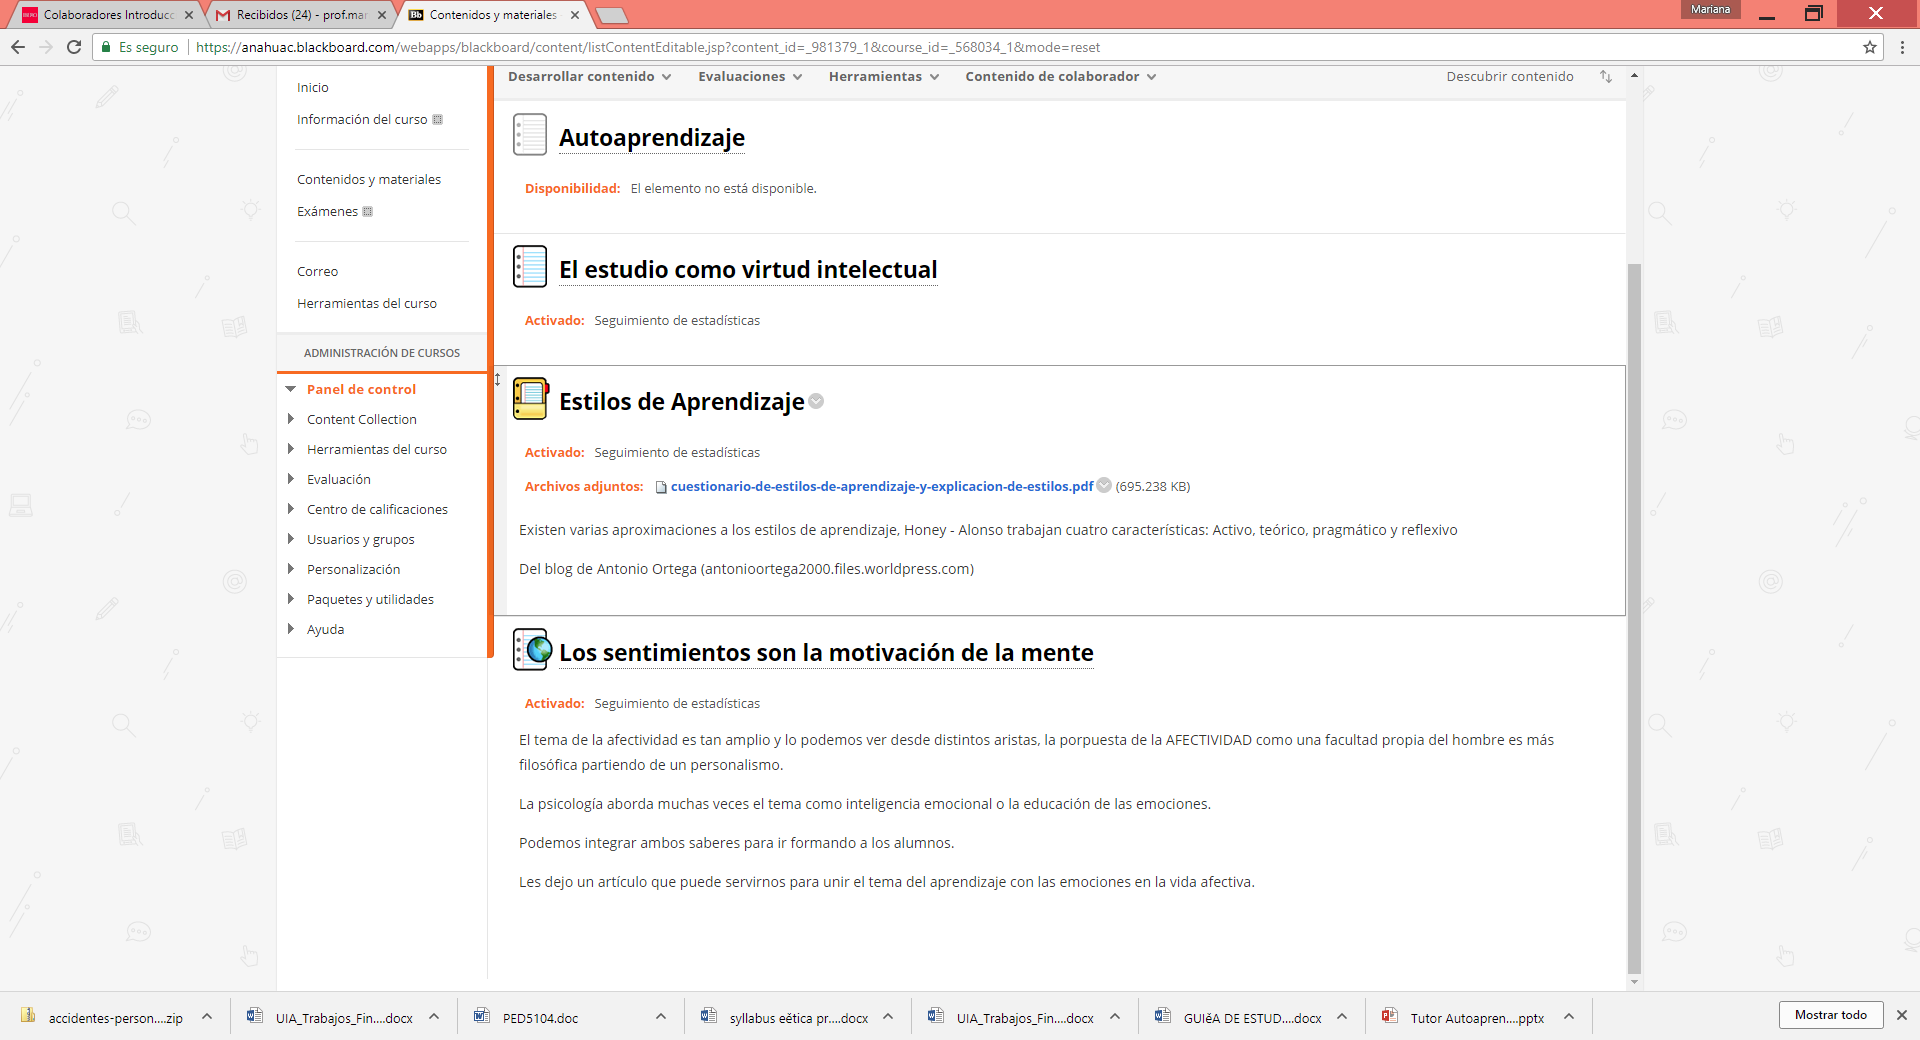 Colaboradores Introducc
Recibidos (24) - prof.mar
Contenidos y materiales
Mariana
Es seguro
https://anahuac.blackboard.com/webapps/blackboard/content/listContentEditable.jsp?content_id=_981379_1&course_id=_568034_1&mode=reset
Inicio
Información del curso
Contenidos y materiales
Exámenes
Correo
Herramientas del curso
ADMINISTRACIÓN DE CURSOS
Panel de control
Content Collection
Herramientas del curso
Evaluación
Centro de calificaciones
Usuarios y grupos
Personalización
Paquetes y utilidades
Ayuda
Desarrollar contenido Evaluaciones Herramientas Contenido de colaborador Descubrir contenido
Autoaprendizaje
Disponibilidad: El elemento no está disponible.
El estudio como virtud intelectual
Activado: Seguimiento de estadísticas
Estilos de Aprendizaje
Activado: Seguimiento de estadísticas
Archivos adjuntos: cuestionario-de-estilos-de-aprendizaje-y-explicacion-de-estilos.pdf (695.238 KB)
Existen varias aproximaciones a los estilos de aprendizaje, Honey - Alonso trabajan cuatro características: Activo, teórico, pragmático y reflexivo
Del blog de Antonio Ortega (antonioortega2000.files.worldpress.com)
Los sentimientos son la motivación de la mente
Activado: Seguimiento de estadísticas
El tema de la afectividad es tan amplio y lo podemos ver desde distintos aristas, la porpuesta de la AFECTIVIDAD como una facultad propia del hombre es más
filosófica partiendo de un personalismo.
La psicología aborda muchas veces el tema como inteligencia emocional o la educación de las emociones.
Podemos integrar ambos saberes para ir formando a los alumnos.
Les dejo un artículo que puede servirnos para unir el tema del aprendizaje con las emociones en la vida afectiva.
accidentes-person....zip
UIA_Trabajos_Fin....docx
PED5104.doc
syllabus eética pr....docx
UIA_Trabajos_Fin....docx
GUIêA DE ESTUD....docx
Tutor Autoapren....pptx
Mostrar todo